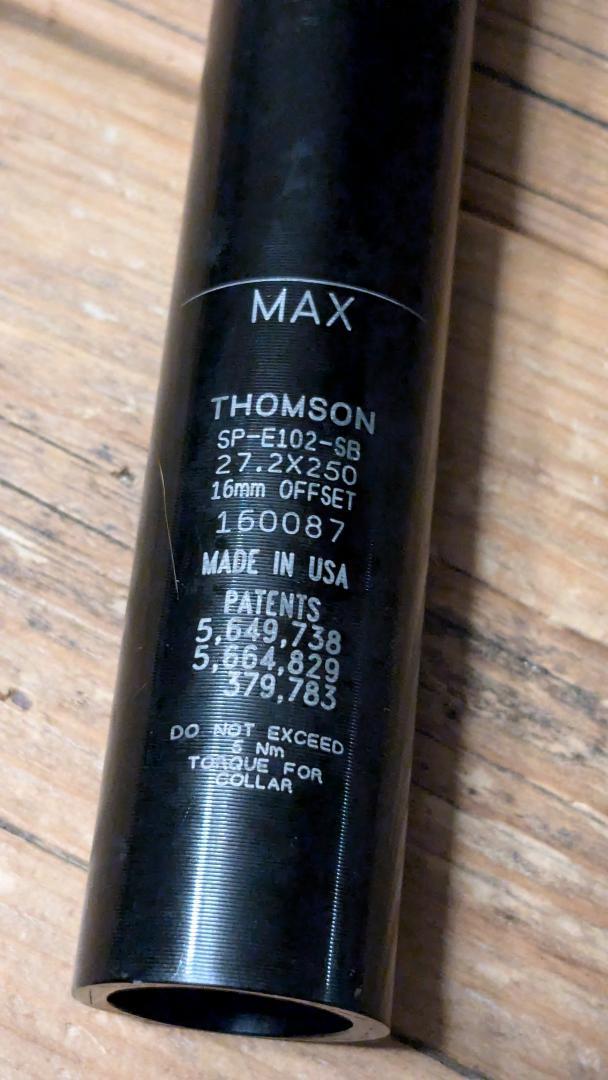 MAX
THOMSON
SP-E102-SB
27.2X250
16mm OFFSET
160087
MADE IN USA
PATENTS
5,649,738
5,664,829
379,783
DO NOT EXCEED
5 Nm
TORQUE FOR
COLLAR